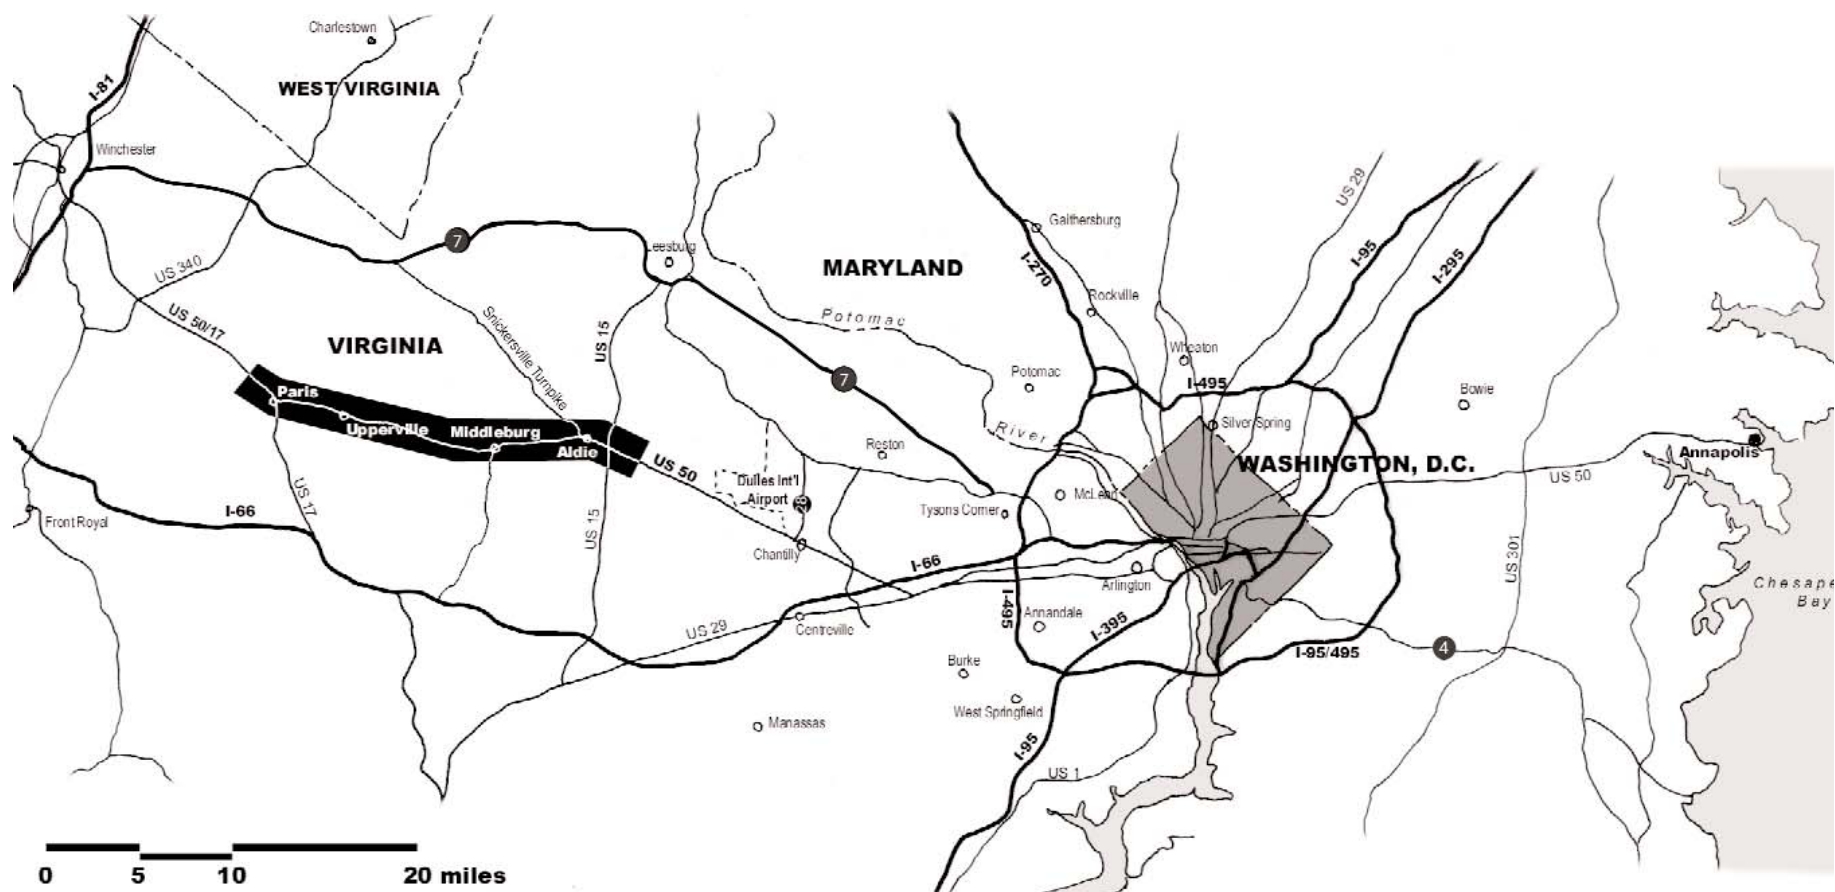 Charlestown
WEST VIRGINIA
I-81
Winchester
7
US 340
US 50/17
VIRGINIA
Snickersville Turnpike
US 15
Leesburg
MARYLAND
Potomac
River
7
I-270
Gaithersburg
Rockville
Wheaton
Potomac
I-495
US 29
I-95
I-295
Silver Spring
Bowie
WASHINGTON, D.C.
Annapolis
US 50
US 301
Chesape
Bay
Paris
Upperville
Middleburg
Aldie
US 50
Dulles Int'l
Airport
28
Chantilly
Reston
Tysons Corner
McLean
US 17
US 15
I-66
Front Royal
I-66
US 29
Centreville
Arlington
I-495
Annandale
I-395
Burke
West Springfield
Manassas
I-95
US 1
I-95/495
4
0 5 10 20 miles